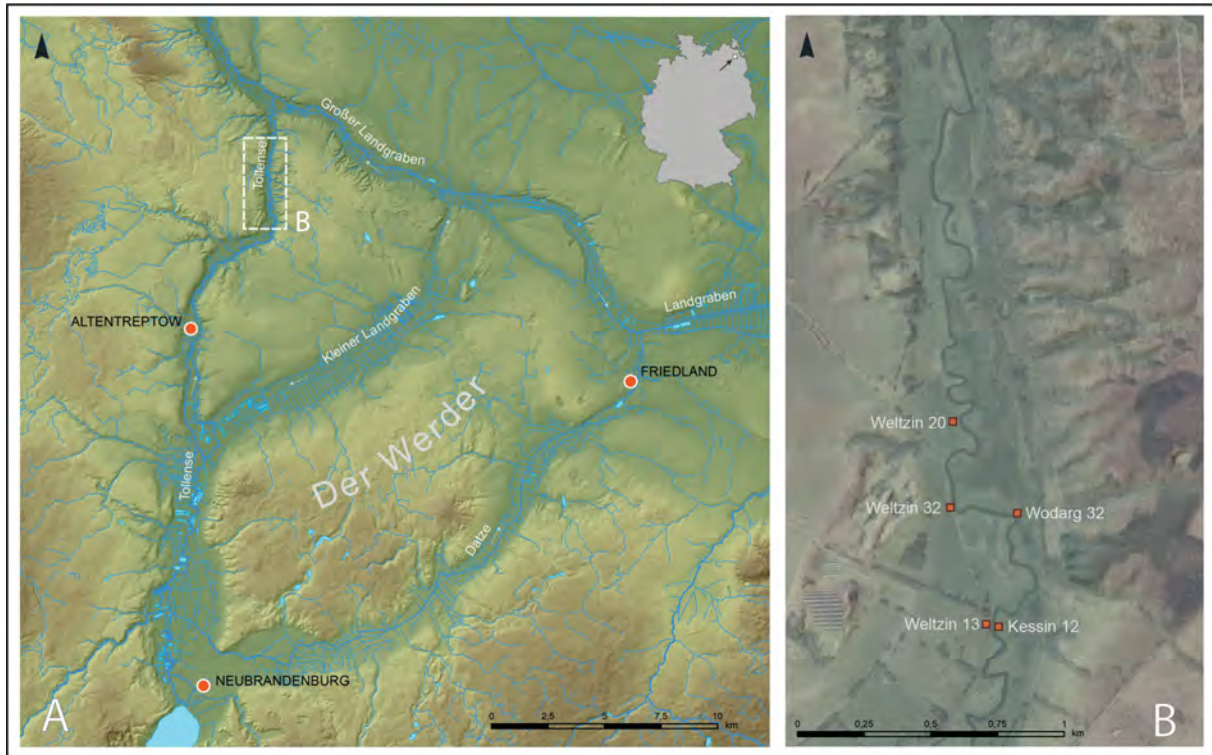 Großer Landgraben
Tollense
B
ALTENTREPTOW
Kleiner Landgraben
Landgraben
FRIEDLAND
Der Werder
Tollense
Datze
NEUBRANDENBURG
A
0 2,5 5 7,5 10
km
Weltzin 20
Weltzin 32
Wodarg 32
Weltzin 13
Kessin 12
0 0,25 0,5 0,75 1
km
B